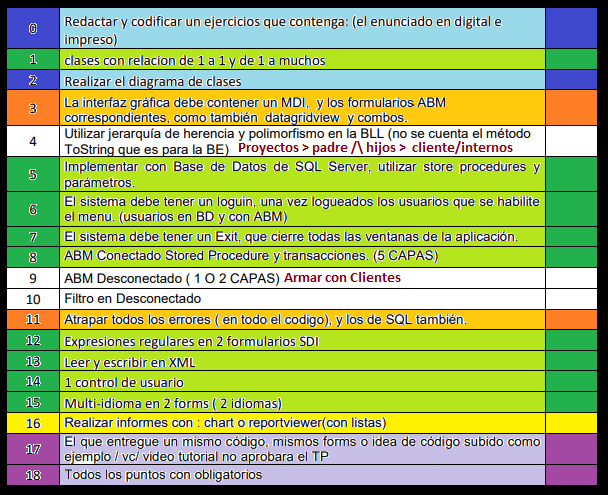 0 Redactar y codificar un ejercicios que contenga: (el enunciado en digital e
impreso)
1 clases con relacion de 1 a 1 y de 1 a muchos
2 Realizar el diagrama de clases
3 La interfaz gráfica debe contener un MDI, y los formularios ABM
correspondientes, como también datagridview y combos.
4 Utilizar jerarquía de herencia y polimorfismo en la BLL (no se cuenta el método
ToString que es para la BE) Proyectos > padre /\ hijos > cliente/internos
5 Implementar con Base de Datos de SQL Server, utilizar store procedures y
parámetros.
6 El sistema debe tener un loguin, una vez logueados los usuarios que se habilite
el menu. (usuarios en BD y con ABM)
7 El sistema debe tener un Exit, que cierre todas las ventanas de la aplicación.
8 ABM Conectado Stored Procedure y transacciones. (5 CAPAS)
9 ABM Desconectado ( 1 O 2 CAPAS) Armar con Clientes
10 Filtro en Desconectado
11 Atrapar todos los errores ( en todo el codigo), y los de SQL también.
12 Expresiones regulares en 2 formularios SDI
13 Leer y escribir en XML
14 1 control de usuario
15 Multi-idioma en 2 forms ( 2 idiomas)
16 Realizar informes con : chart o reportviewer(con listas)
17 El que entregue un mismo código, mismos forms o idea de código subido como
ejemplo / vc/ video tutorial no aprobara el TP
18 Todos los puntos con obligatorios